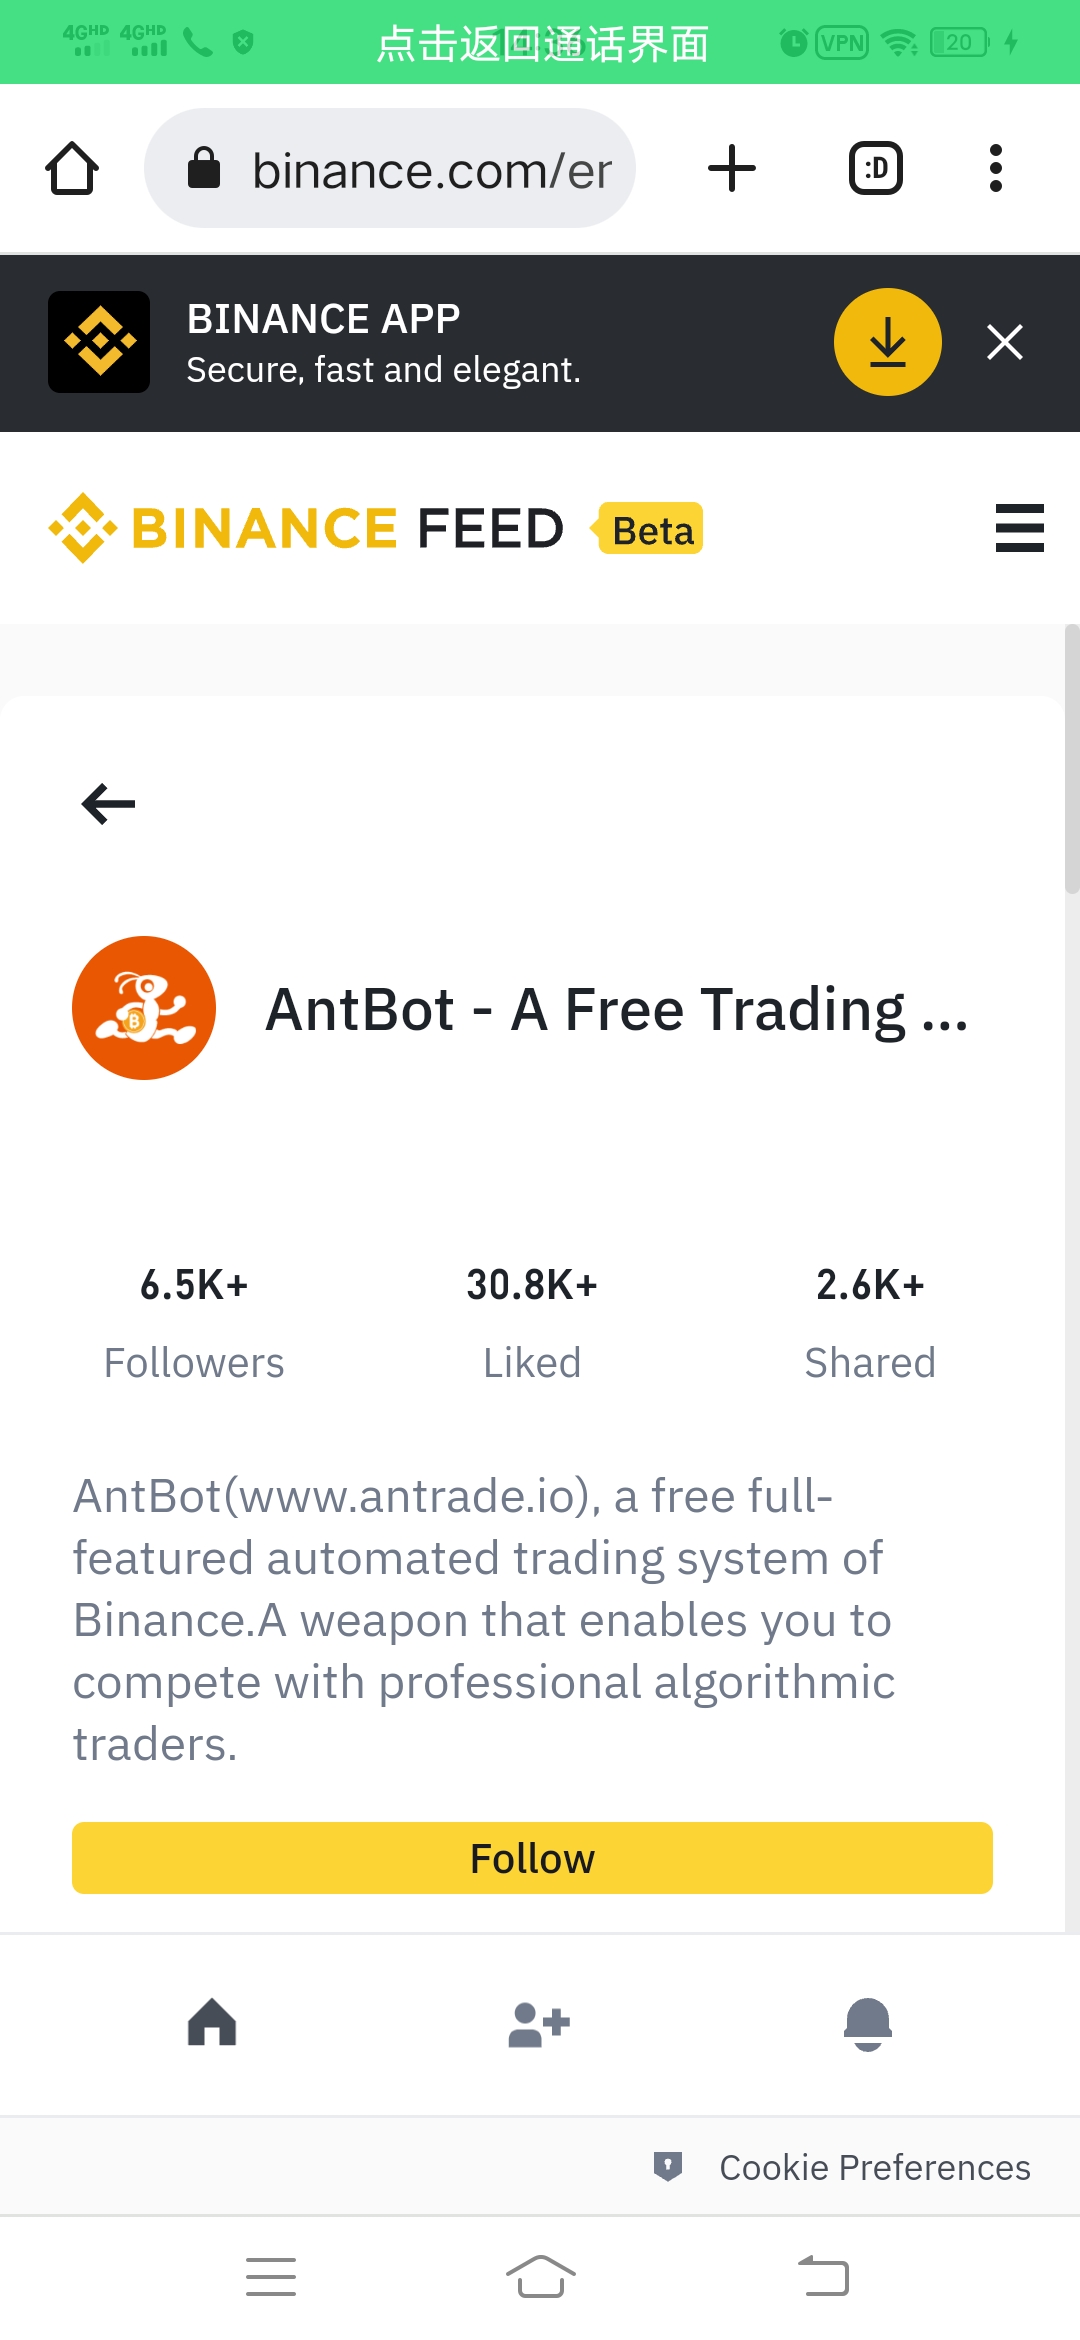 4GHD 4GHD 点击返回通话界面 VPN 20
binance.com/er :D
BINANCE APP
Secure, fast and elegant.
BINANCE FEED Beta
AntBot - A Free Trading ...
6.5K+ 30.8K+ 2.6K+
Followers Liked Shared
AntBot(www.antrade.io), a free full-
featured automated trading system of
Binance.A weapon that enables you to
compete with professional algorithmic
traders.
Follow
Cookie Preferences